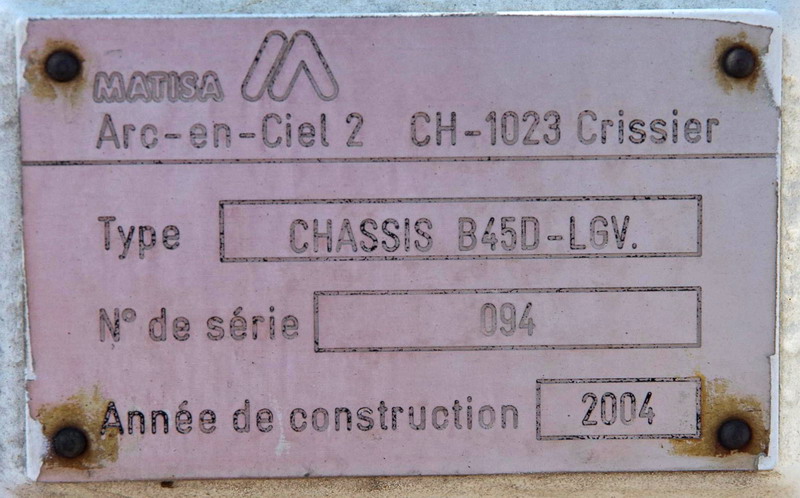 MATISA
Arc-en-Ciel 2 CH-1023 Crissier
Type CHASSIS B45D-LGV.
N° de série 094
Année de construction 2004